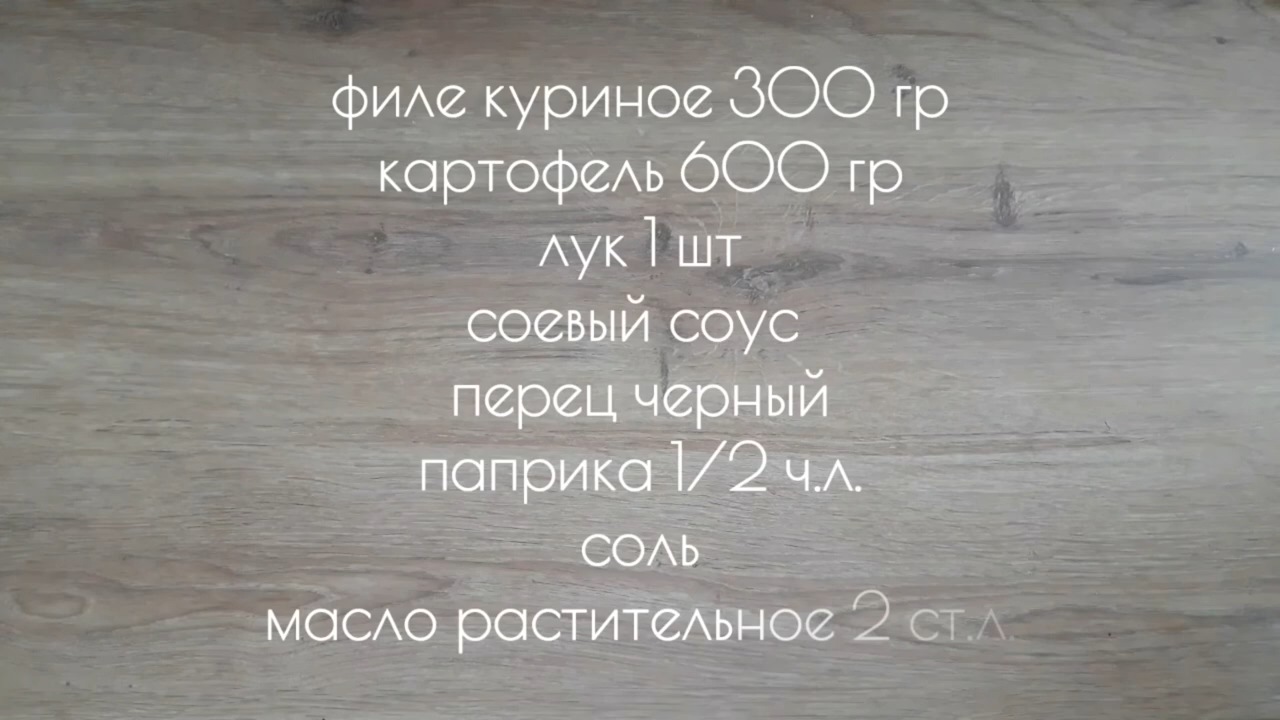 филе куриное 300 гр
картофель 600 гр
лук 1 шт
соевый соус
перец черный
паприка 1/2 ч.л.
соль
масло растительное 2 ст.л.